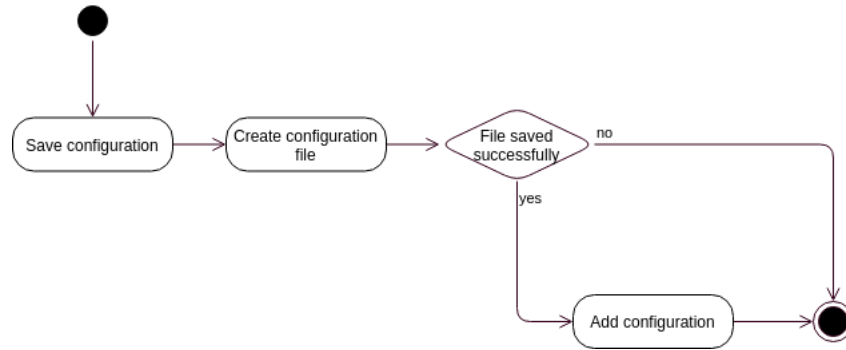 Save configuration
Create configuration
file
File saved
successfully
no
yes
Add configuration